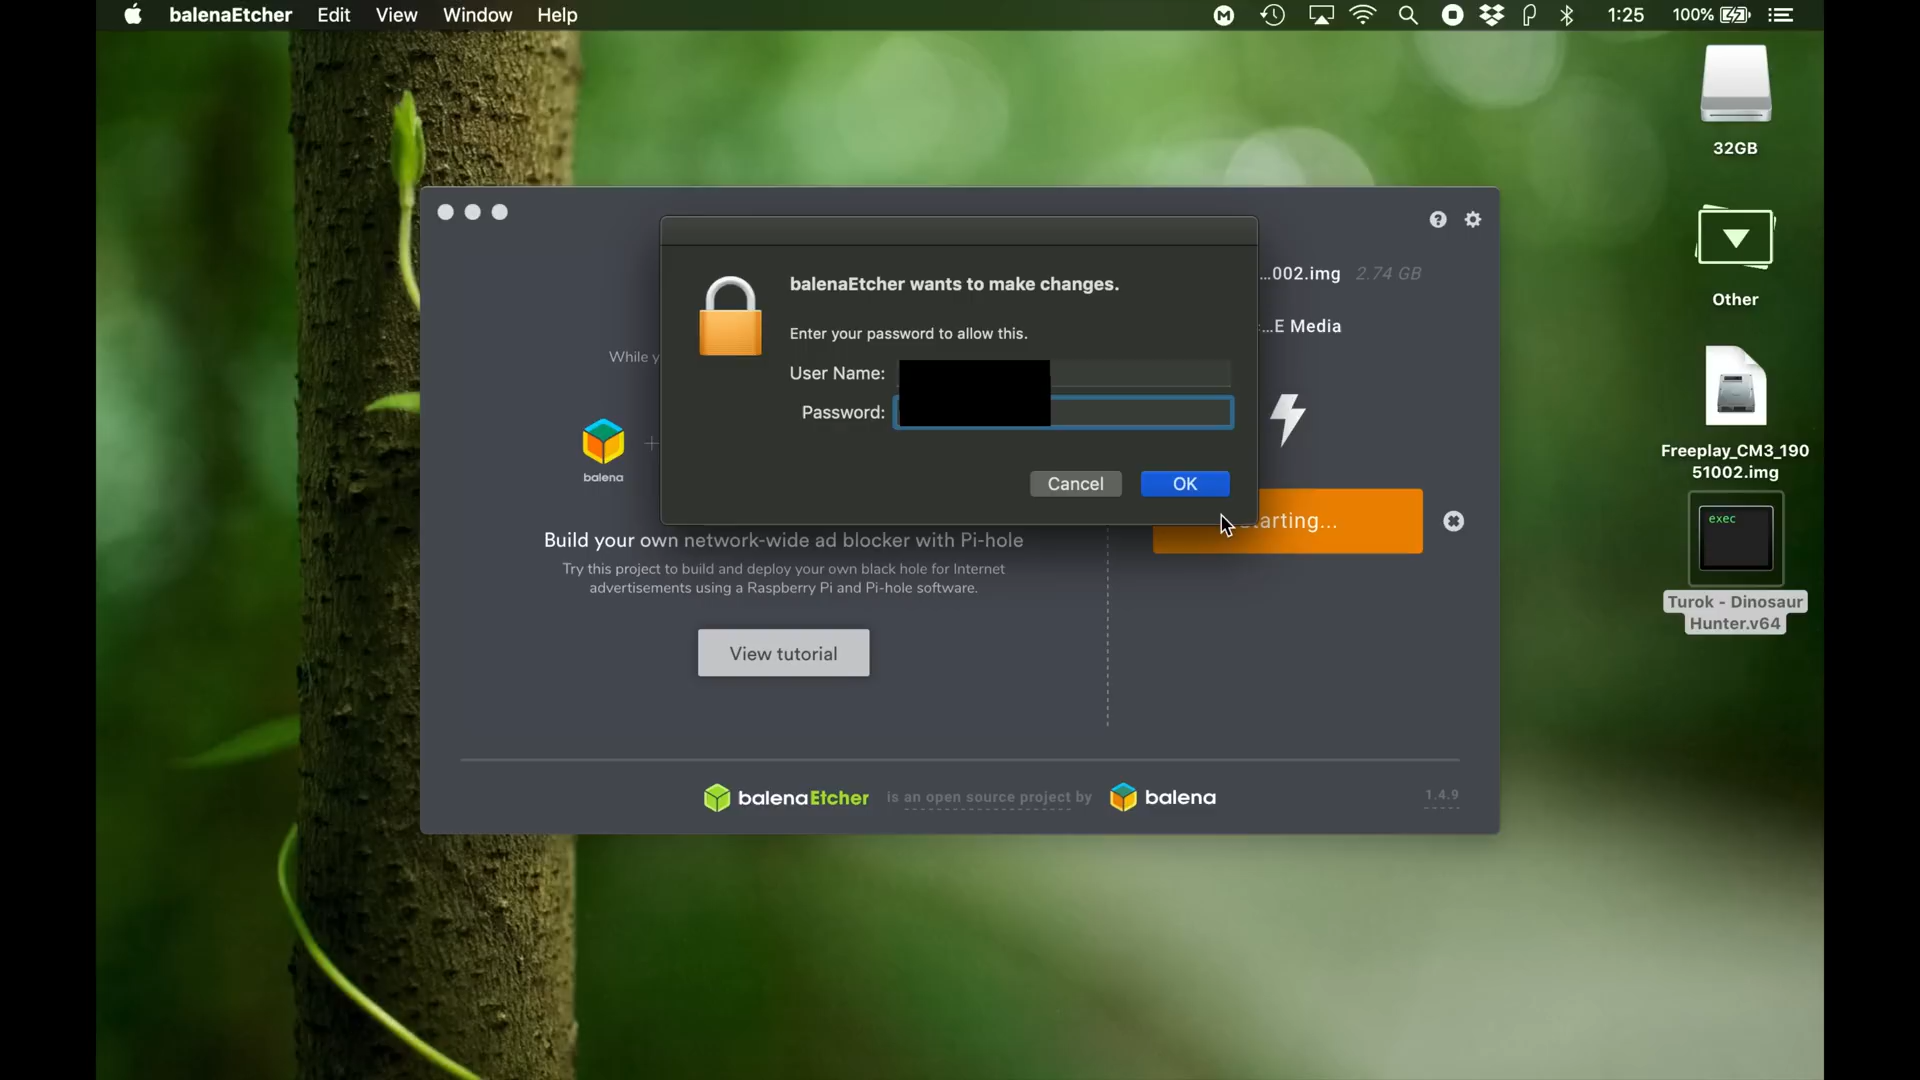 balenaEtcher Edit View Window Help
1:25 100%
32GB
Other
Freeplay_CM3_190
51002.img
exec
Turok - Dinosaur
Hunter.v64
balenaEtcher wants to make changes.
Enter your password to allow this.
User Name:
Password:
Cancel OK
...002.img 2.74 GB
...E Media
While
balena
+
Build your own network-wide ad blocker with Pi-hole
Try this project to build and deploy your own black hole for Internet
advertisements using a Raspberry Pi and Pi-hole software.
View tutorial
arting...
balenaEtcher is an open source project by balena
1.4.9